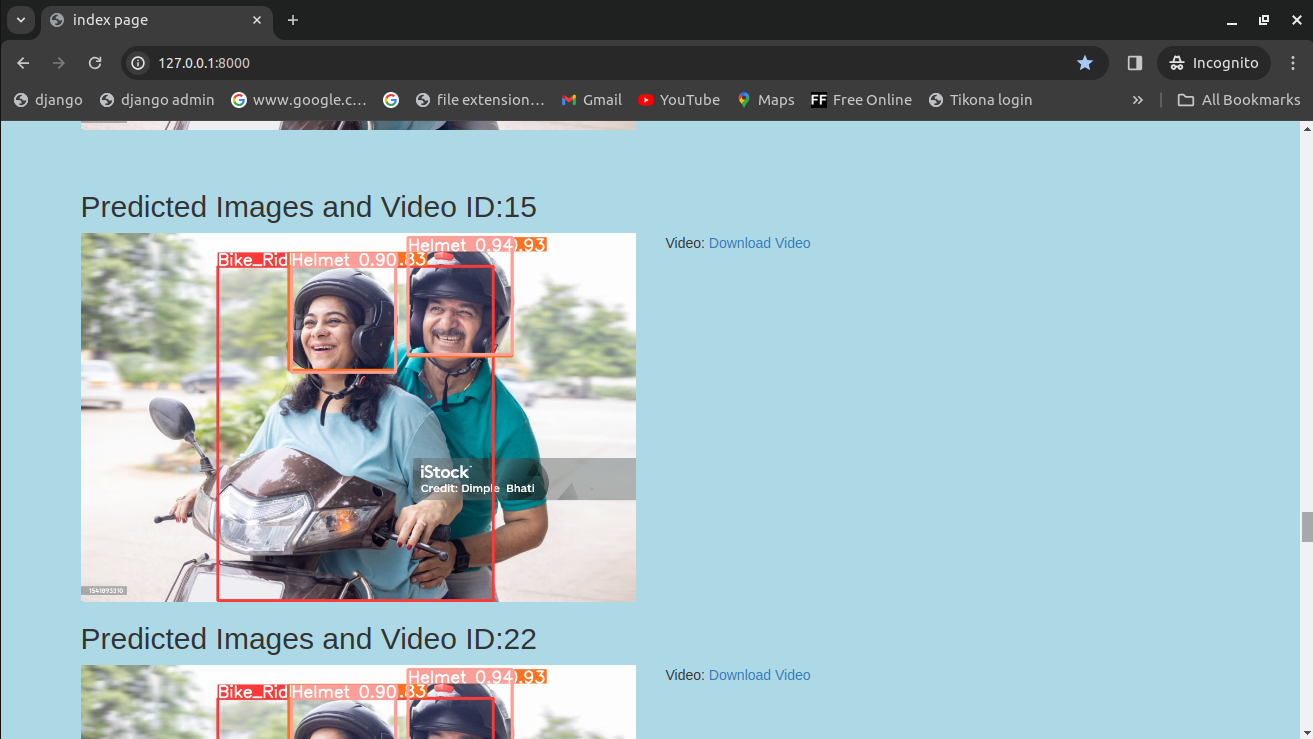 index page
127.0.0.1:8000
Incognito
django
django admin
www.google.c...
file extension...
Gmail
YouTube
Maps
FF
Free Online
Tikona login
»
All Bookmarks
Predicted Images and Video ID:15
Video: Download Video
Helmet 0.94
0.93
Bike_Rid
Helmet 0.90
.83
iStock
Credit: Dimple Bhati
1541893310
Predicted Images and Video ID:22
Video: Download Video
Helmet 0.94
0.93
Bike_Rid
Helmet 0.90
.83